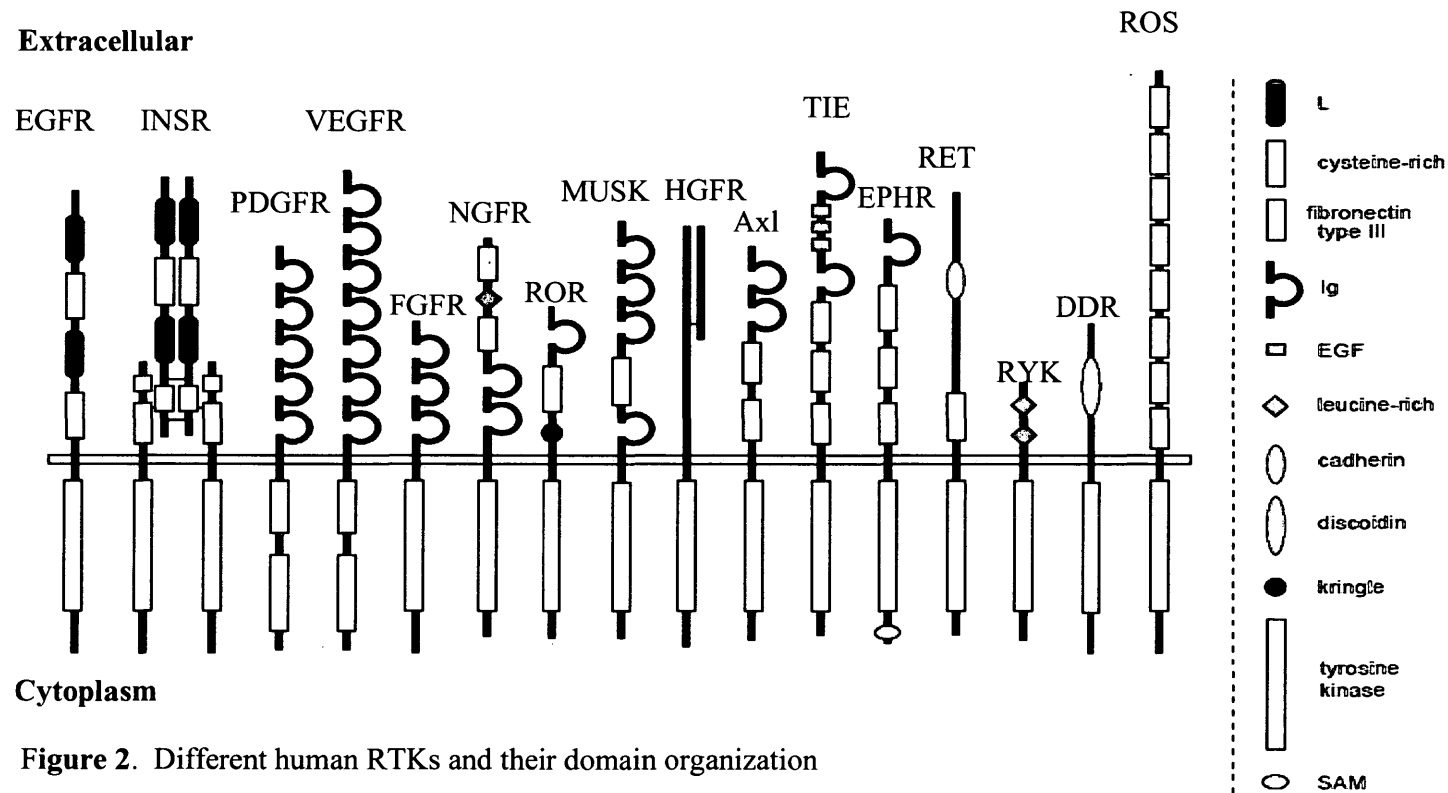 Extracellular
ROS
EGFR INSR VEGFR
TIE
RET
PDGFR
NGFR
MUSK HGFR
Axl
EPHR
FGFR
ROR
DDR
RYK
L
cysteine-rich
fibronectin
type III
Ig
EGF
leucine-rich
cadherin
discoidin
kringle
tyrosine
kinase
SAM
Cytoplasm
Figure 2. Different human RTKs and their domain organization